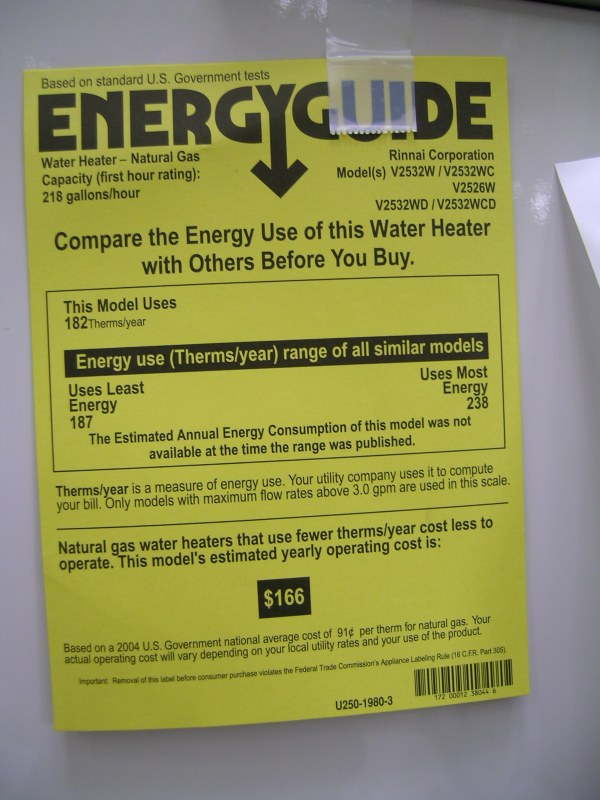 Based on standard U.S. Government tests
ENERGYGUIDE
Water Heater – Natural Gas
Capacity (first hour rating):
218 gallons/hour
Rinnai Corporation
Model(s) V2532W / V2532WC
V2526W
V2532WD / V2532WCD
Compare the Energy Use of this Water Heater
with Others Before You Buy.
This Model Uses
182Therms/year
Energy use (Therms/year) range of all similar models
Uses Least
Energy
187
Uses Most
Energy
238
The Estimated Annual Energy Consumption of this model was not
available at the time the range was published.
Therms/year is a measure of energy use. Your utility company uses it to compute
your bill. Only models with maximum flow rates above 3.0 gpm are used in this scale.
Natural gas water heaters that use fewer therms/year cost less to
operate. This model's estimated yearly operating cost is:
$166
Based on a 2004 U.S. Government national average cost of 91¢ per therm for natural gas. Your
actual operating cost will vary depending on your local utility rates and your use of the product.
Important: Removal of this label before consumer purchase violates the Federal Trade Commission's Appliance Labeling Rule (16 C.F.R. Part 305).
U250-1980-3
172 00012 38044 6